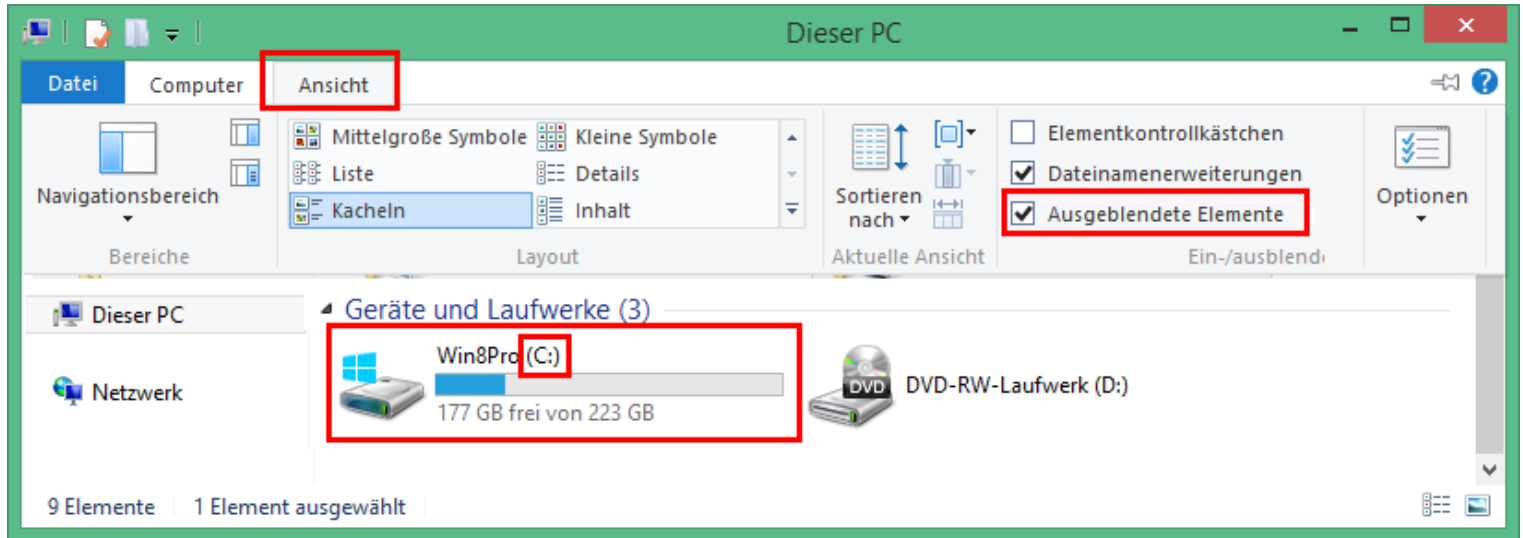 Dieser PC
Datei Computer Ansicht
Mittelgroße Symbole Kleine Symbole Elementkontrollkästchen
Liste Details Dateinamenerweiterungen
Navigationsbereich Kacheln Inhalt Sortieren nach Ausgeblendete Elemente Optionen
Bereiche Layout Aktuelle Ansicht Ein-/ausblend
Dieser PC Geräte und Laufwerke (3)
Win8Pro (C:)
Netzwerk DVD DVD-RW-Laufwerk (D:)
177 GB frei von 223 GB
9 Elemente 1 Element ausgewählt